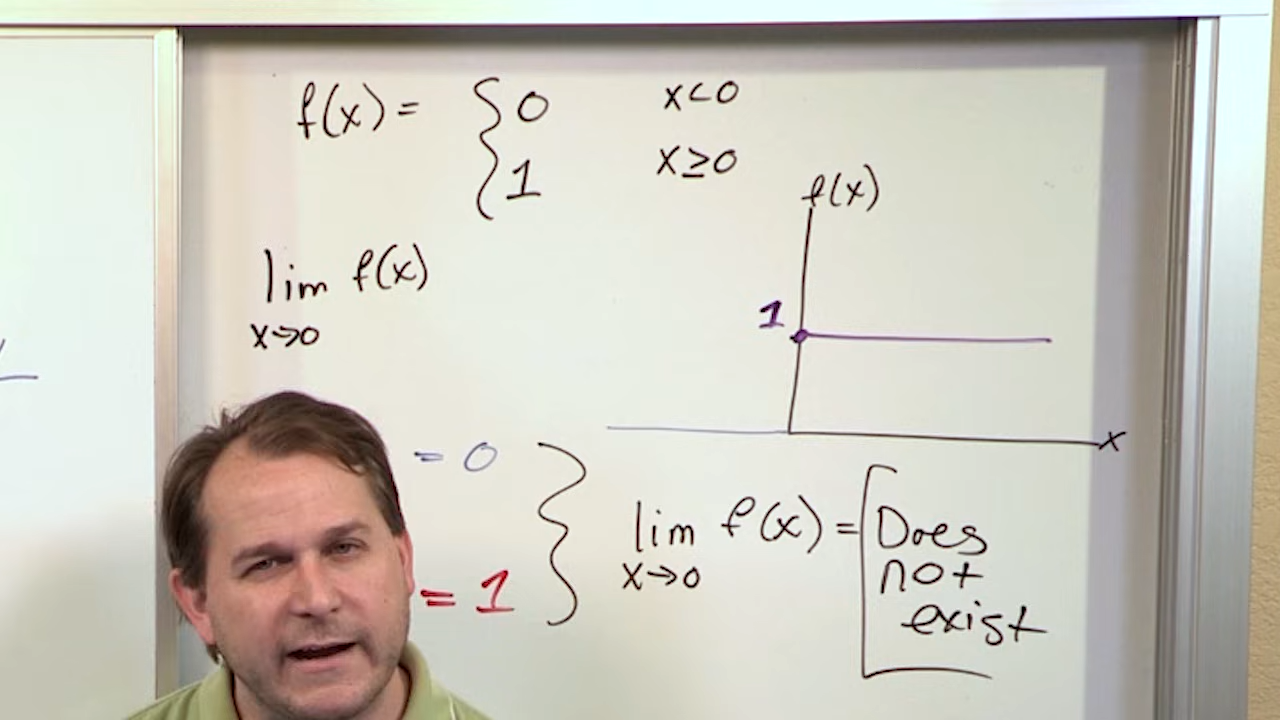 f(x) = { 0 x<0
1 x≥0
f(x)
lim f(x)
x→0
1
x
= 0
= 1
lim f(x) = Does
x→0 not
exist